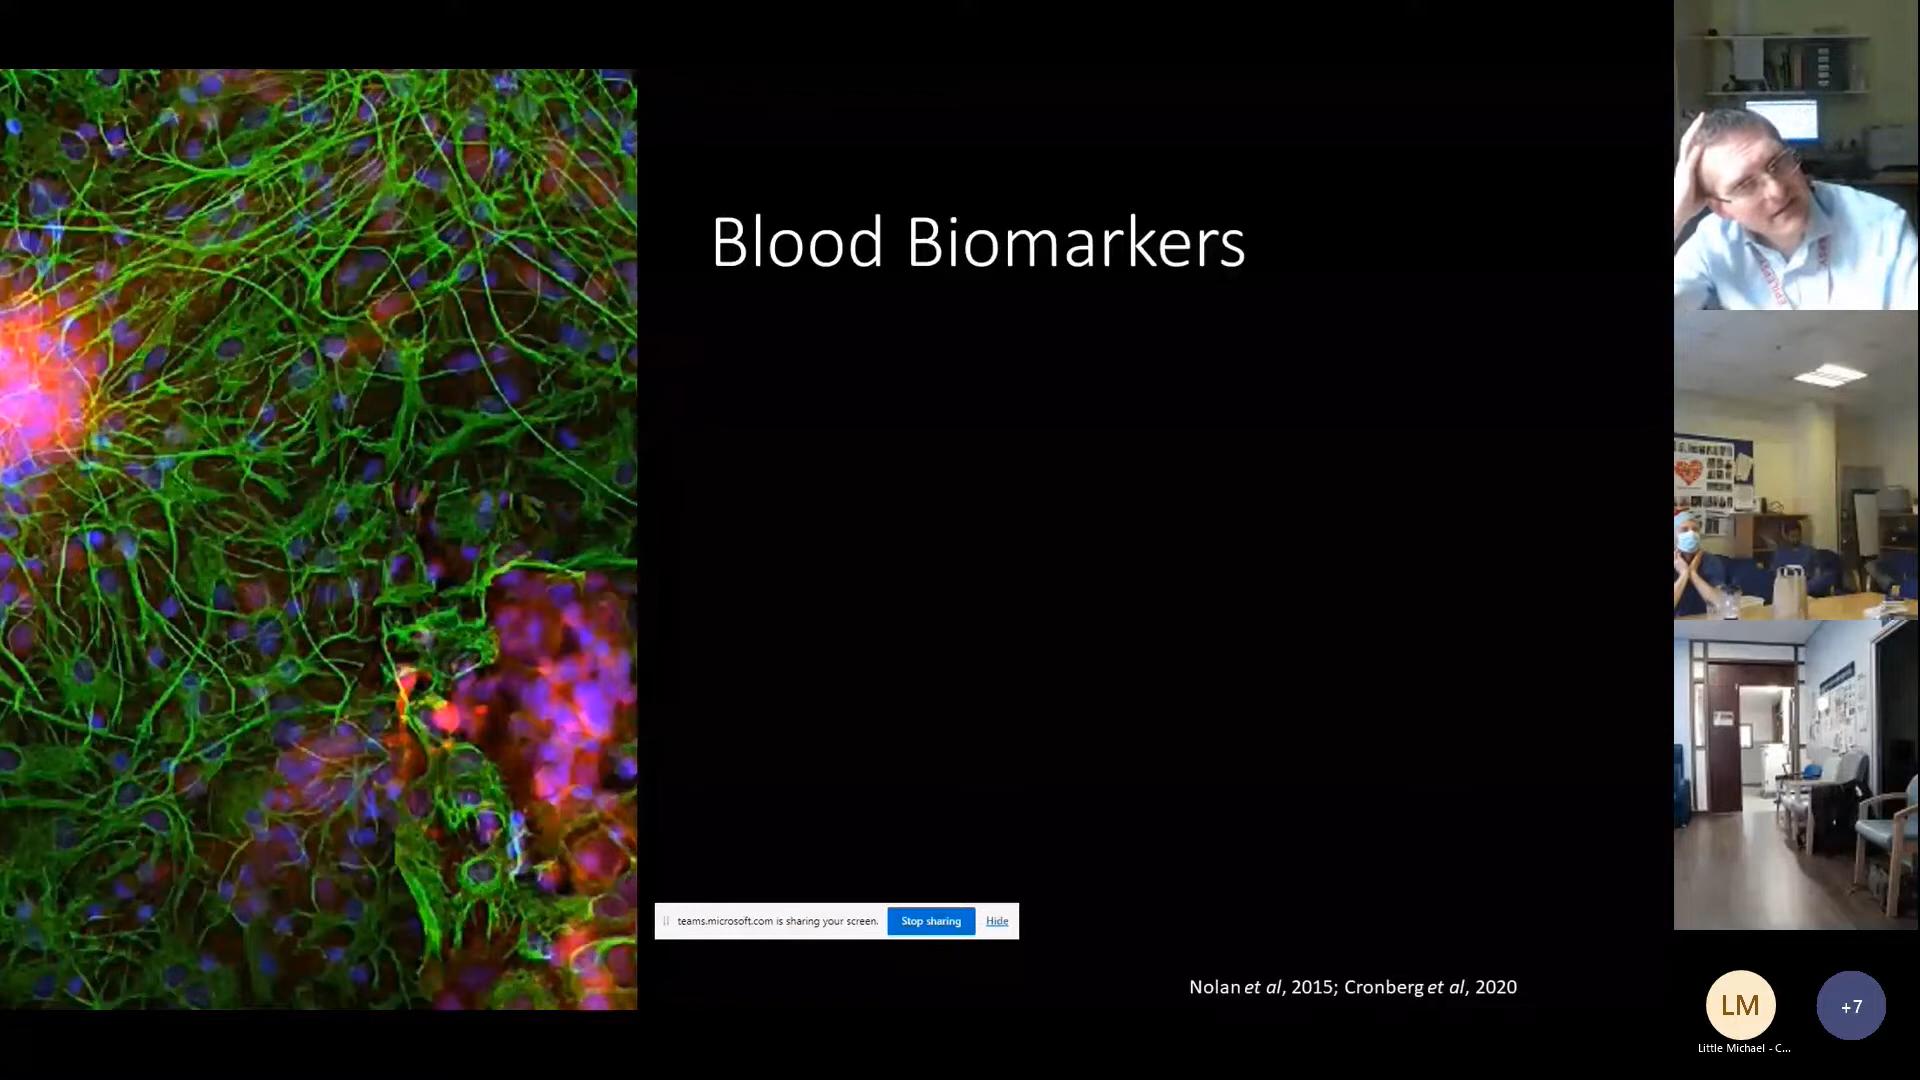 Blood Biomarkers
teams.microsoft.com is sharing your screen. Stop sharing Hide
Nolan et al, 2015; Cronberg et al, 2020
LM
+7
Little Michael - C...